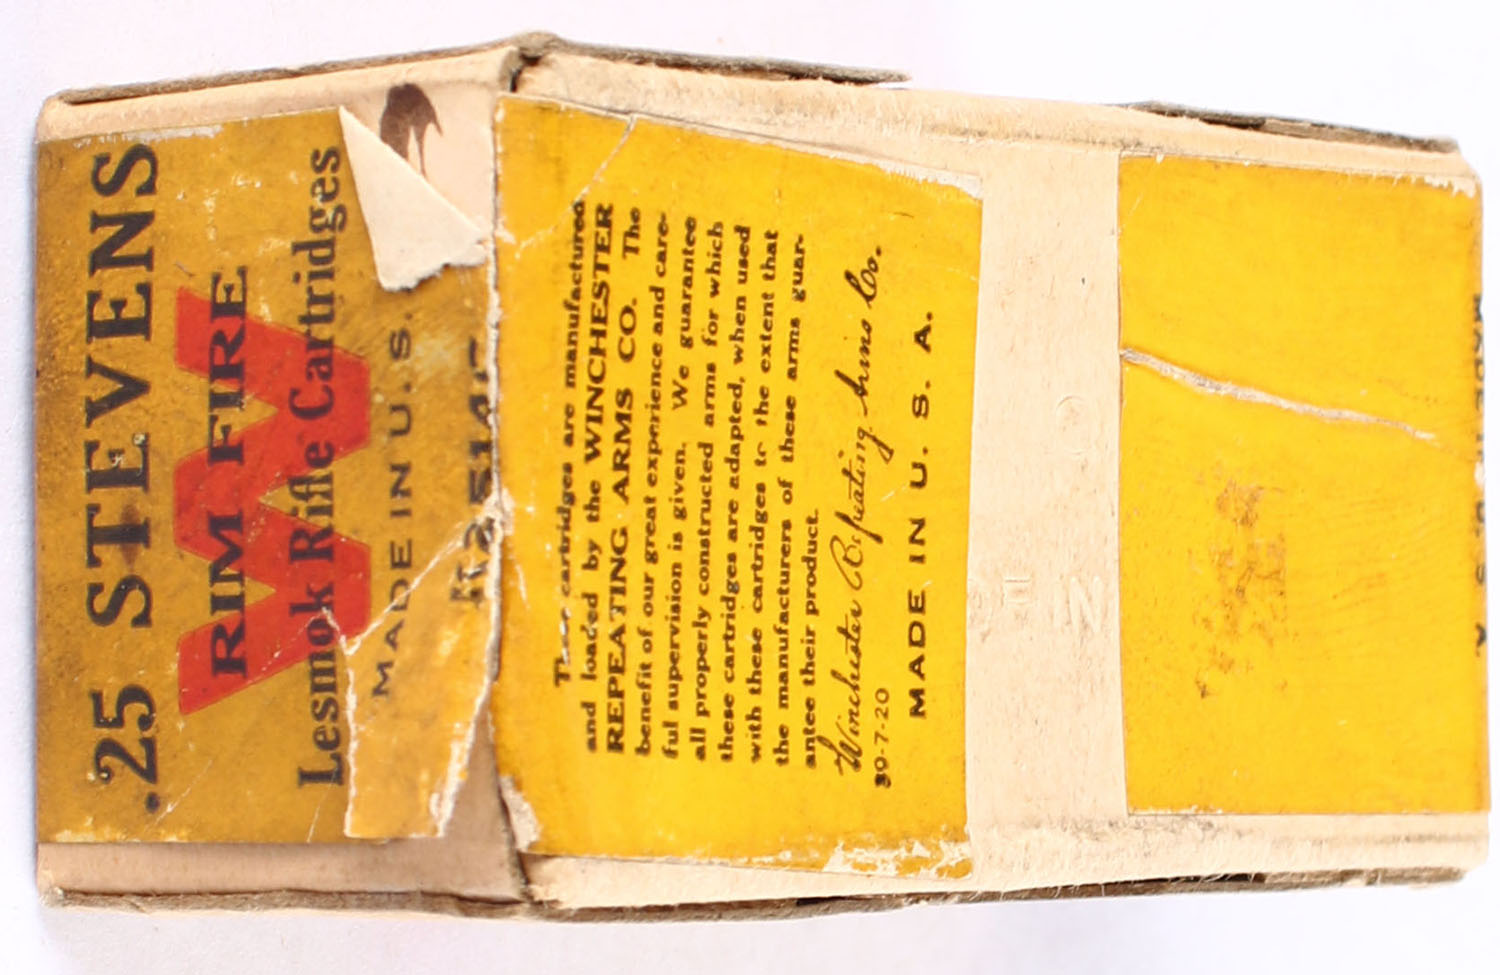 .25 STEVENS
RIM FIRE
W
Lesmok Rifle Cartridges
MADE IN U.S.
cartridges are manufactured
and loaded by the WINCHESTER
REPEATING ARMS CO. The
benefit of our great experience and care-
ful supervision is given. We guarantee
all properly constructed arms for which
these cartridges are adapted, when used
with these cartridges to the extent that
the manufacturers of these arms guar-
antee their product.
Winchester Repeating Arms Co.
30-7-20
MADE IN U. S. A.